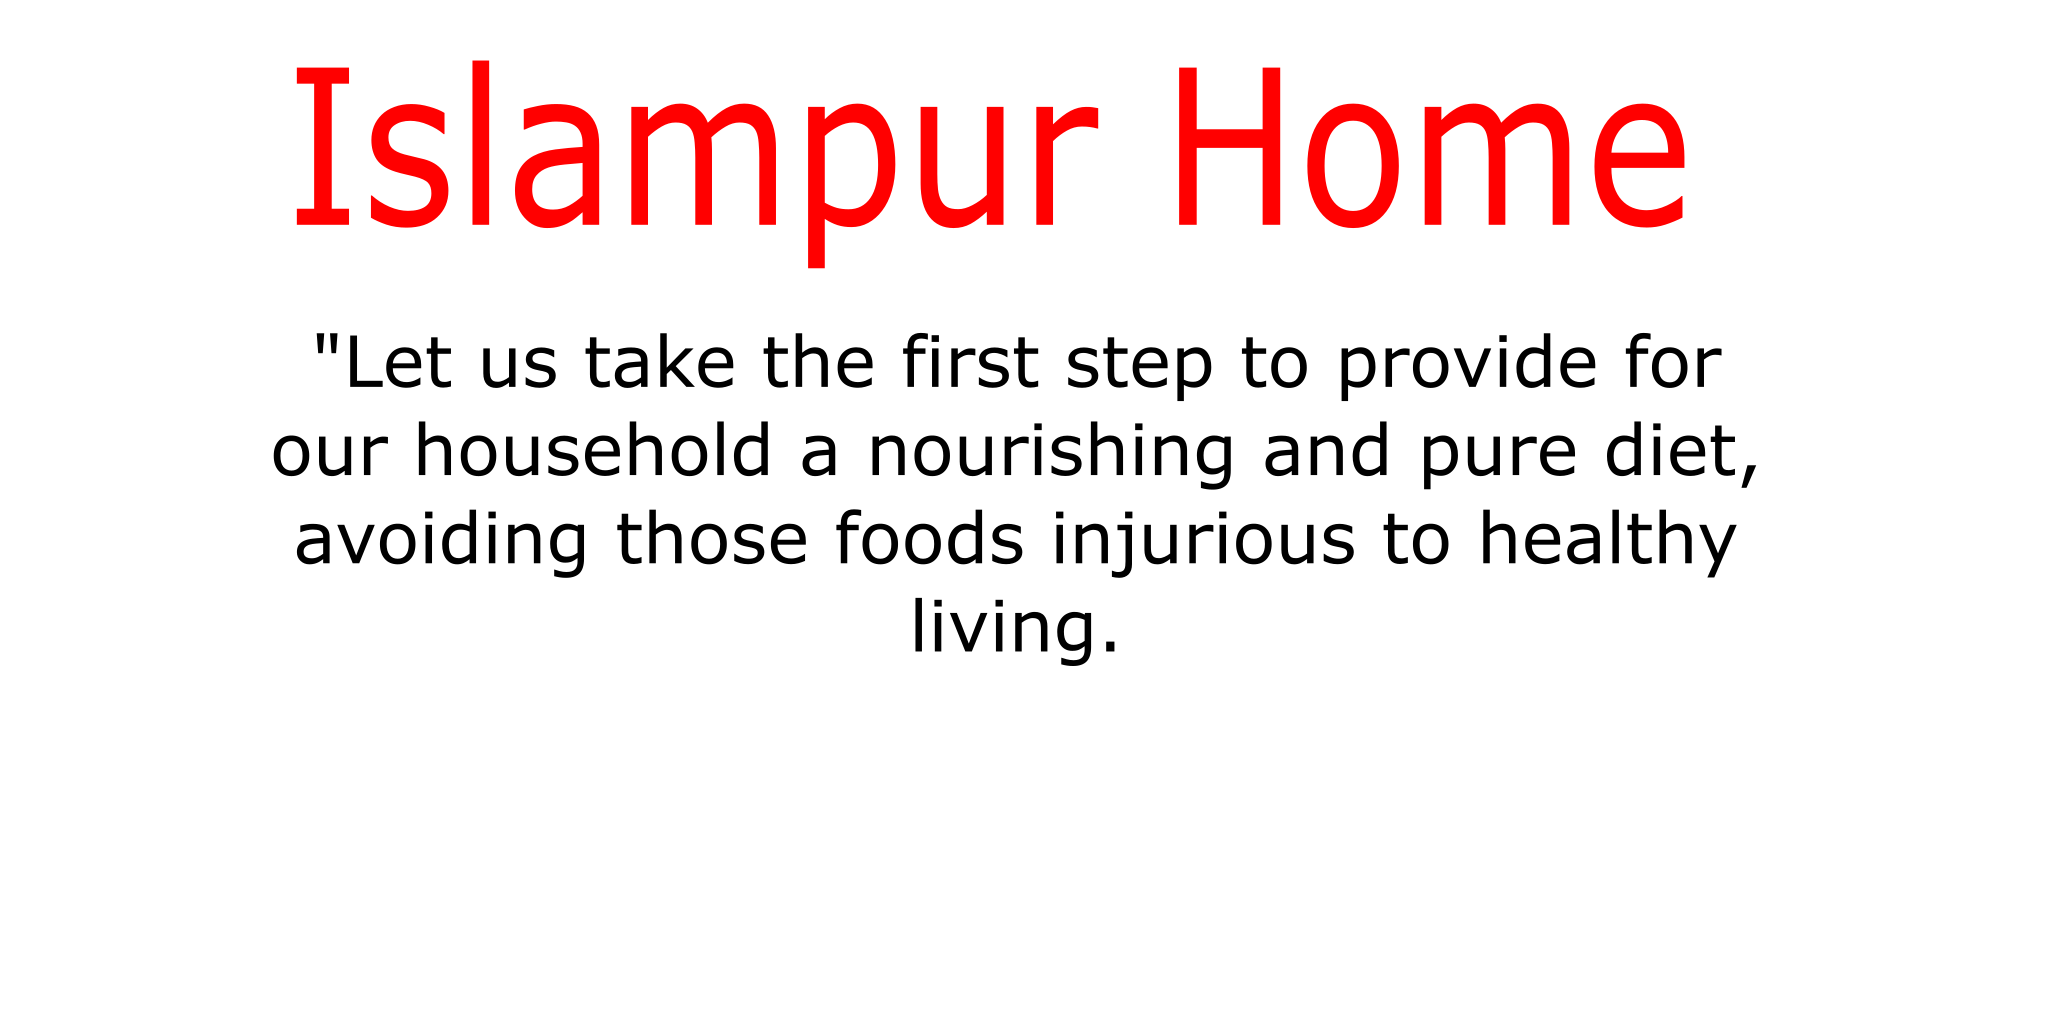 Islampur Home
"Let us take the first step to provide for
our household a nourishing and pure diet,
avoiding those foods injurious to healthy
living.